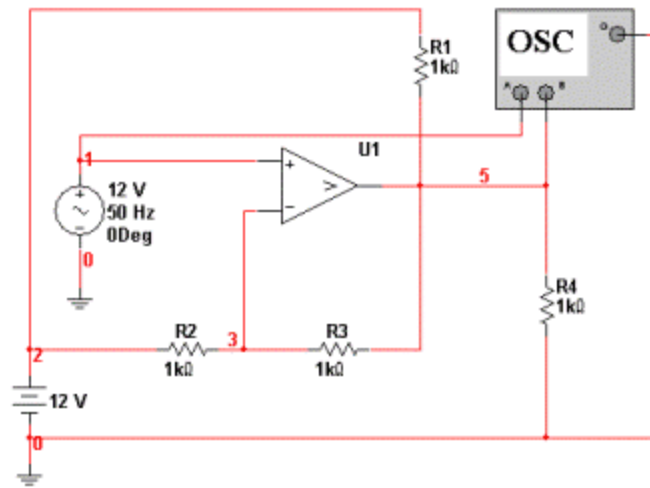 R1
1kΩ
OSC
G
A
B
U1
1
+
−
+
−
12 V
50 Hz
0Deg
0
5
R4
1kΩ
R2
1kΩ
3
R3
1kΩ
2
12 V
0